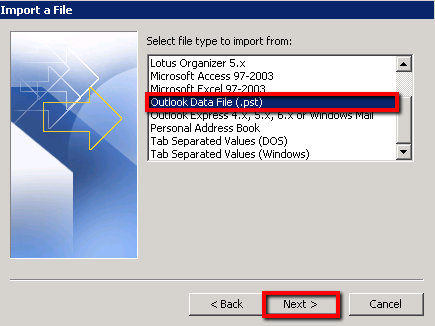 Import a File
Select file type to import from:
Lotus Organizer 5.x
Microsoft Access 97-2003
Microsoft Excel 97-2003
Outlook Data File (.pst)
Outlook Express 4.x, 5.x, 6.x or Windows Mail
Personal Address Book
Tab Separated Values (DOS)
Tab Separated Values (Windows)
< Back Next > Cancel